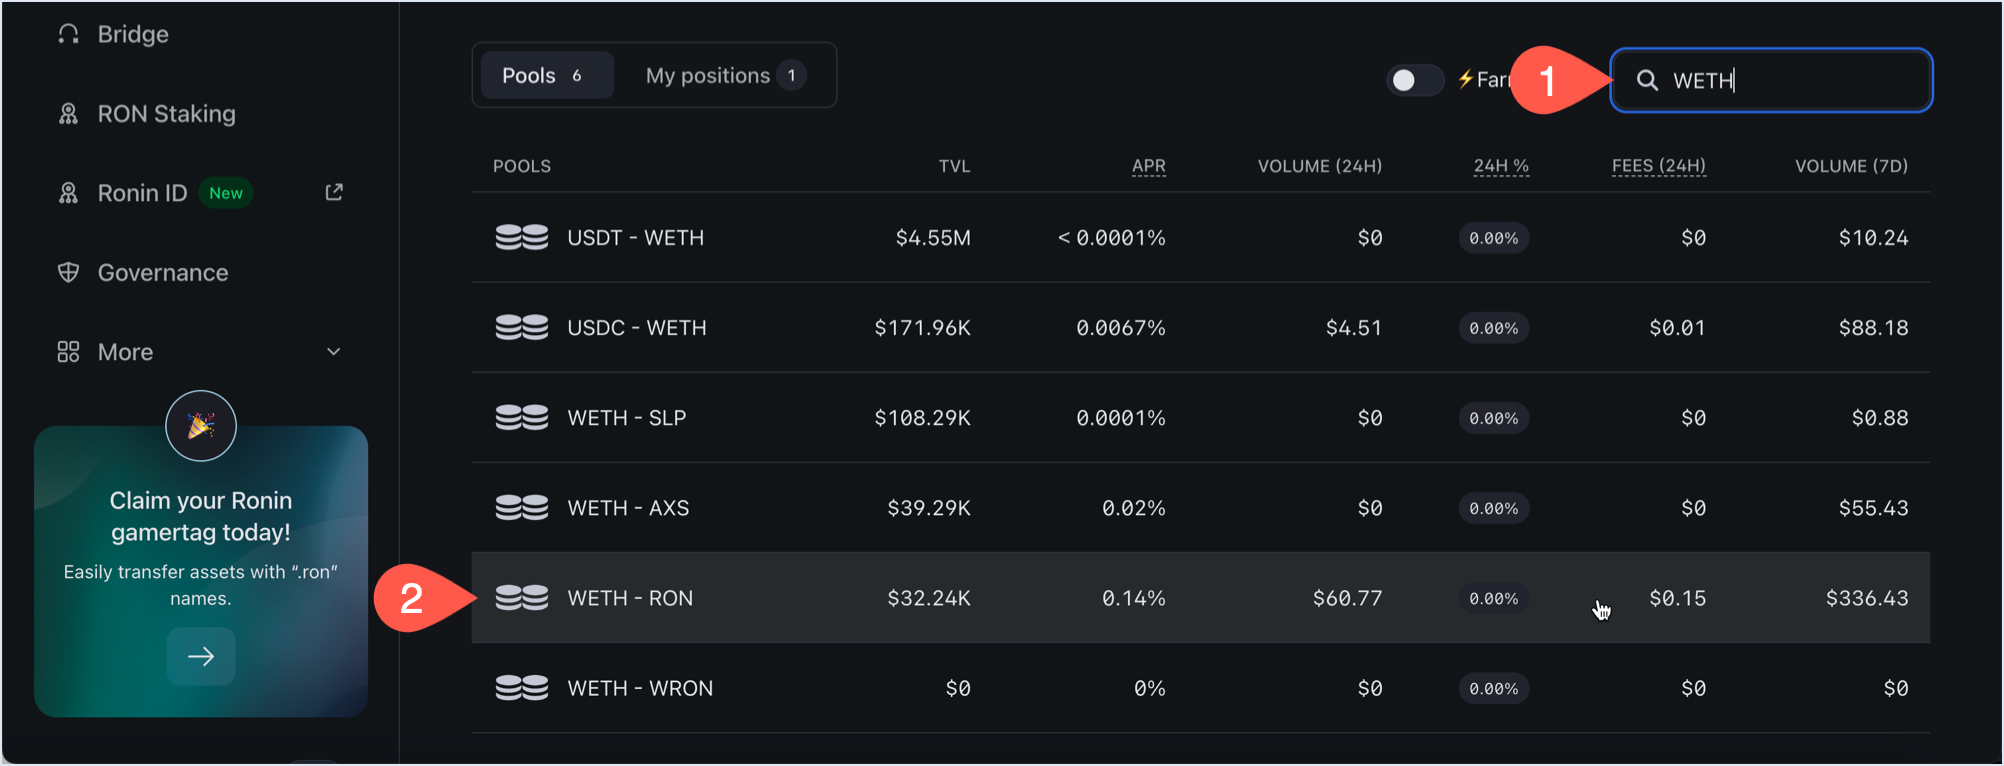 Bridge
RON Staking
Ronin ID New
Governance
More
Claim your Ronin
gamertag today!
Easily transfer assets with “.ron”
names.
Pools 6 My positions 1
⚡Farr 1 WETH
POOLS TVL APR VOLUME (24H) 24H % FEES (24H) VOLUME (7D)
USDT - WETH $4.55M < 0.0001% $0 0.00% $0 $10.24
USDC - WETH $171.96K 0.0067% $4.51 0.00% $0.01 $88.18
WETH - SLP $108.29K 0.0001% $0 0.00% $0 $0.88
WETH - AXS $39.29K 0.02% $0 0.00% $0 $55.43
2 WETH - RON $32.24K 0.14% $60.77 0.00% $0.15 $336.43
WETH - WRON $0 0% $0 0.00% $0 $0